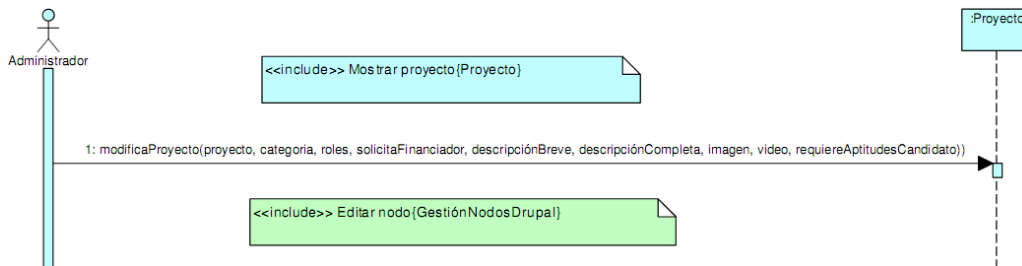 :Proyecto
Administrador
<<include>> Mostrar proyecto{Proyecto}
1: modificaProyecto(proyecto, categoria, roles, solicitaFinanciador, descripciónBreve, descripciónCompleta, imagen, video, requiereAptitudesCandidato))
<<include>> Editar nodo{GestiónNodosDrupal}